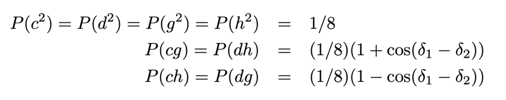 P(c²) = P(d²) = P(g²) = P(h²) = 1/8
P(cg) = P(dh) = (1/8)(1 + cos(δ₁ − δ₂))
P(ch) = P(dg) = (1/8)(1 − cos(δ₁ − δ₂))